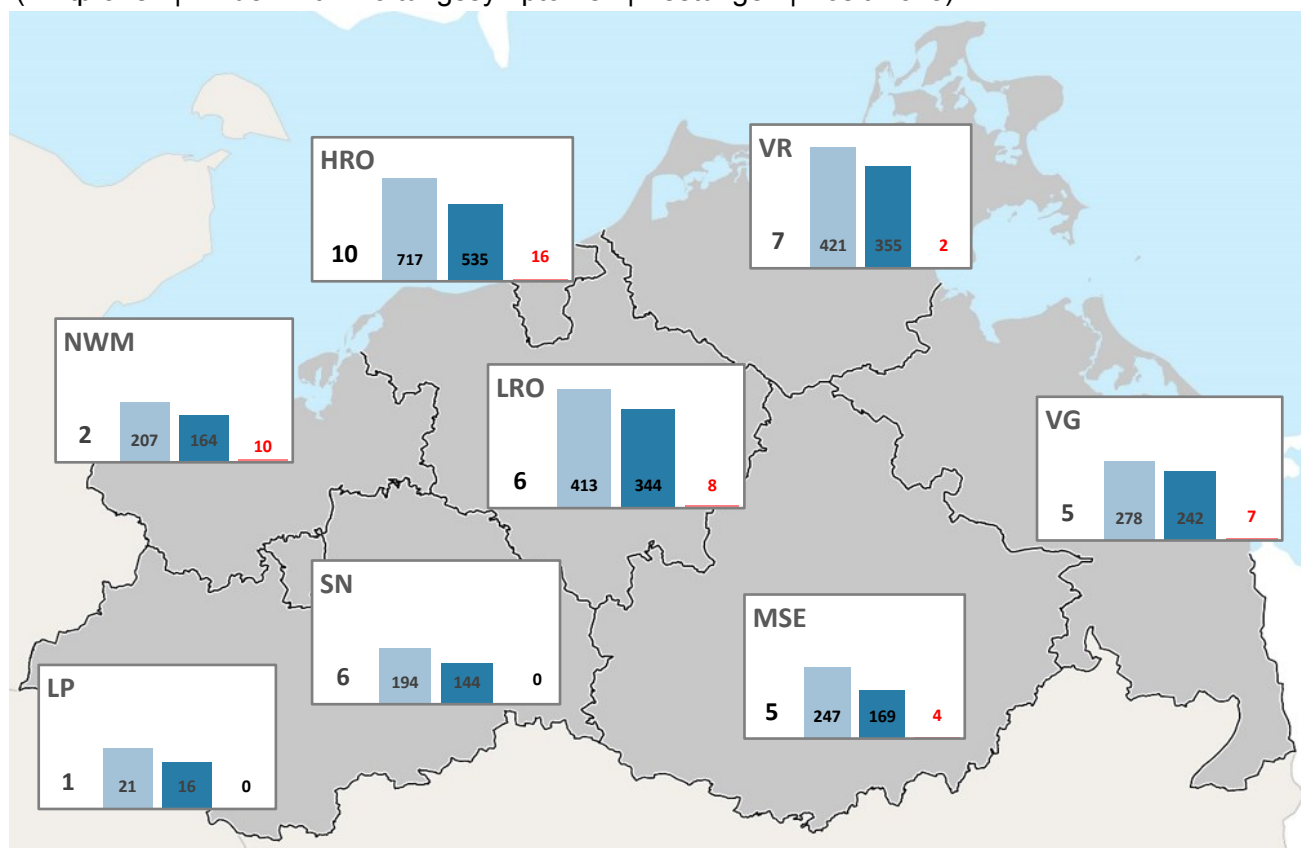 HRO
10 717 535 16
VR
7 421 355 2
NWM
2 207 164 10
LRO
6 413 344 8
VG
5 278 242 7
SN
6 194 144 0
MSE
5 247 169 4
LP
1 21 16 0